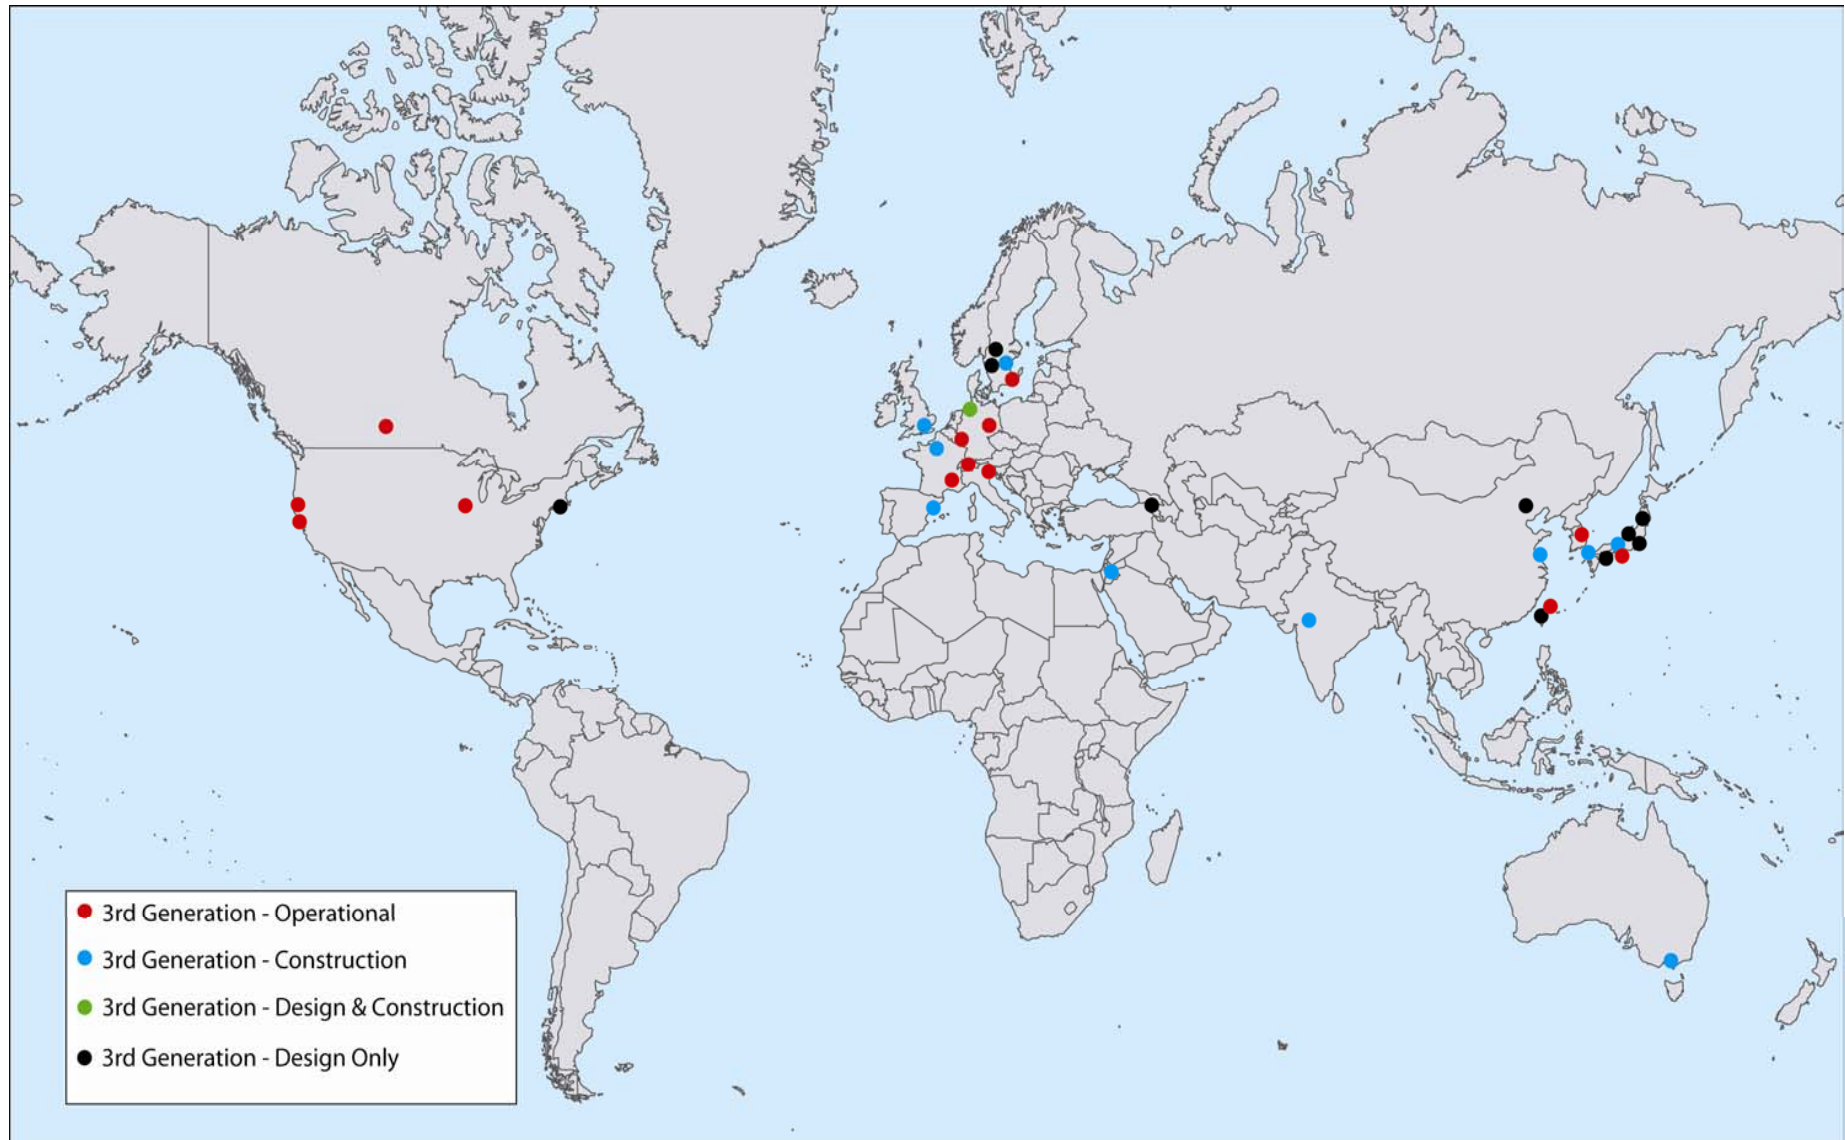 3rd Generation - Operational
3rd Generation - Construction
3rd Generation - Design & Construction
3rd Generation - Design Only